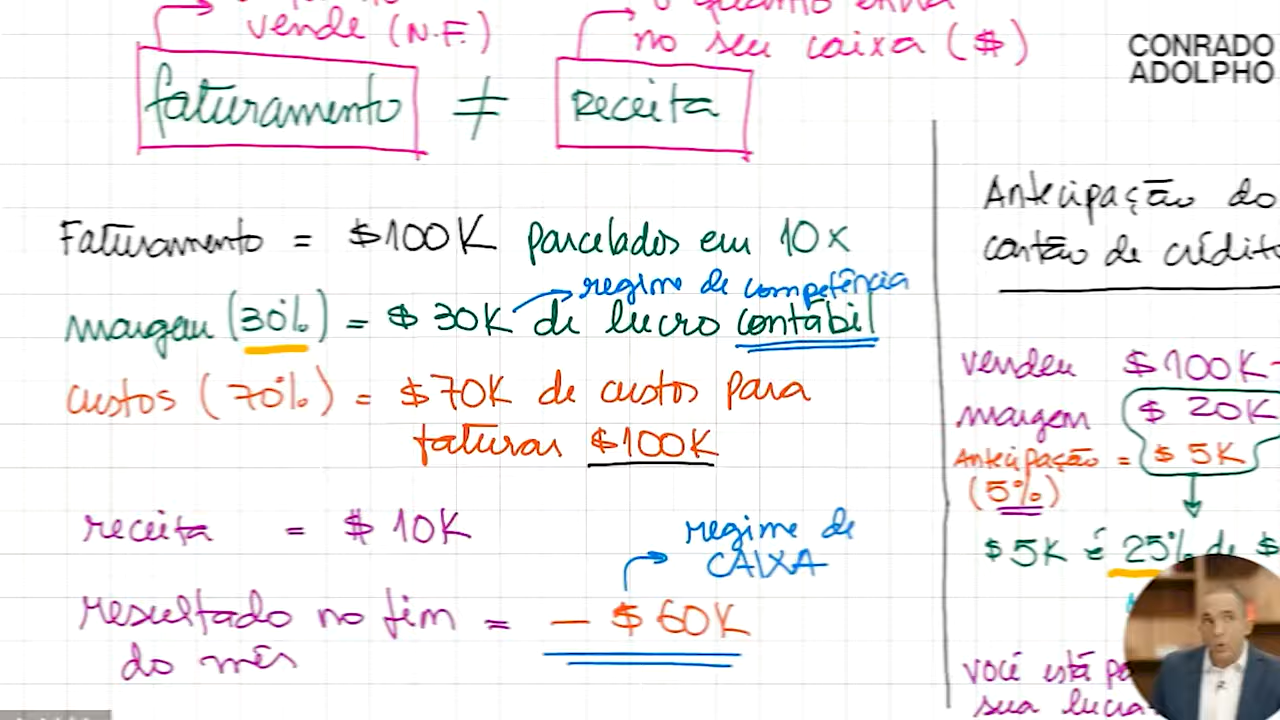 vende (N.F.)
no seu caixa ($)
CONRADO
ADOLPHO
faturamento ≠ receita
Faturamento = $100K parcelados em 10x
regime de competência
margem (30%) = $30K de lucro contábil
custos (70%) = $70K de custos para
faturar $100K
receita = $10K
regime de
CAIXA
resultado no fim = - $60K
do mês
Antecipação do
cartão de crédito
vendeu $100K
margem $20K
Antecipação = $5K
(5%)
$5K é 25% de $
você está
sua